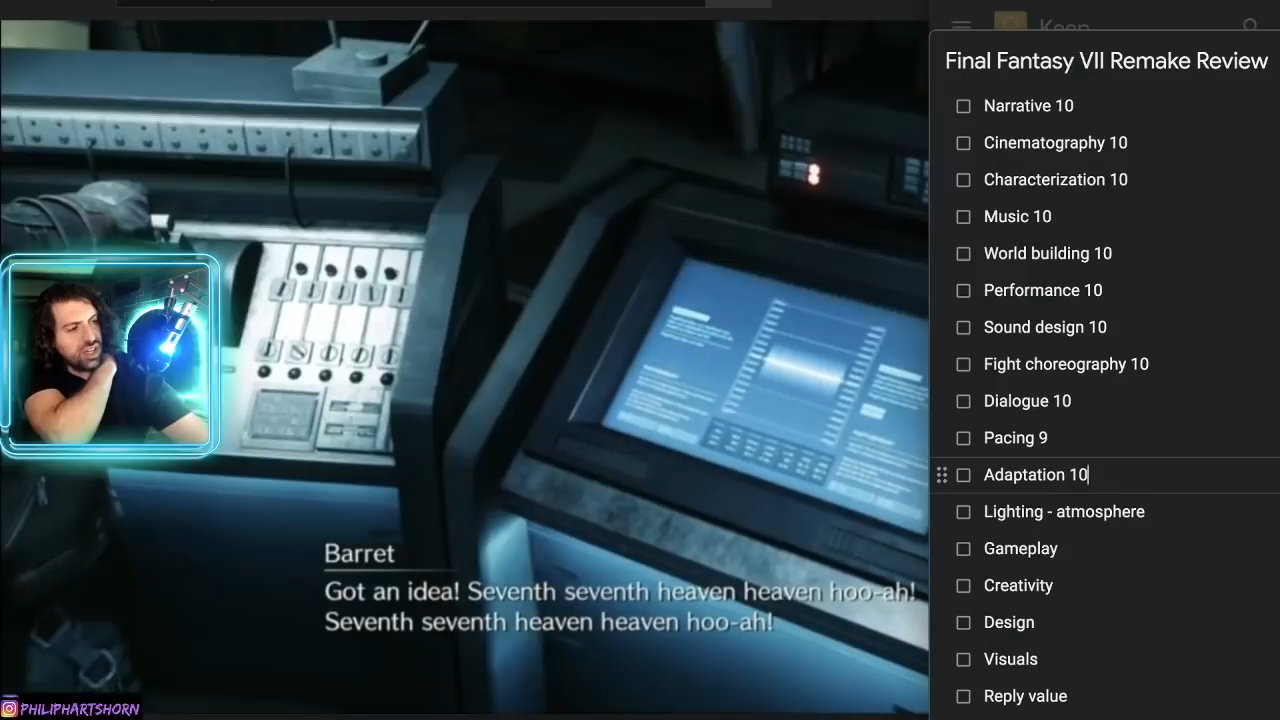 Keep
Final Fantasy VII Remake Review
Narrative 10
Cinematography 10
Characterization 10
Music 10
World building 10
Performance 10
Sound design 10
Fight choreography 10
Dialogue 10
Pacing 9
Adaptation 10
Lighting - atmosphere
Gameplay
Creativity
Design
Visuals
Reply value
Barret
Got an idea! Seventh seventh heaven heaven hoo-ah!
Seventh seventh heaven heaven hoo-ah!
PHILIPHARTSHORN